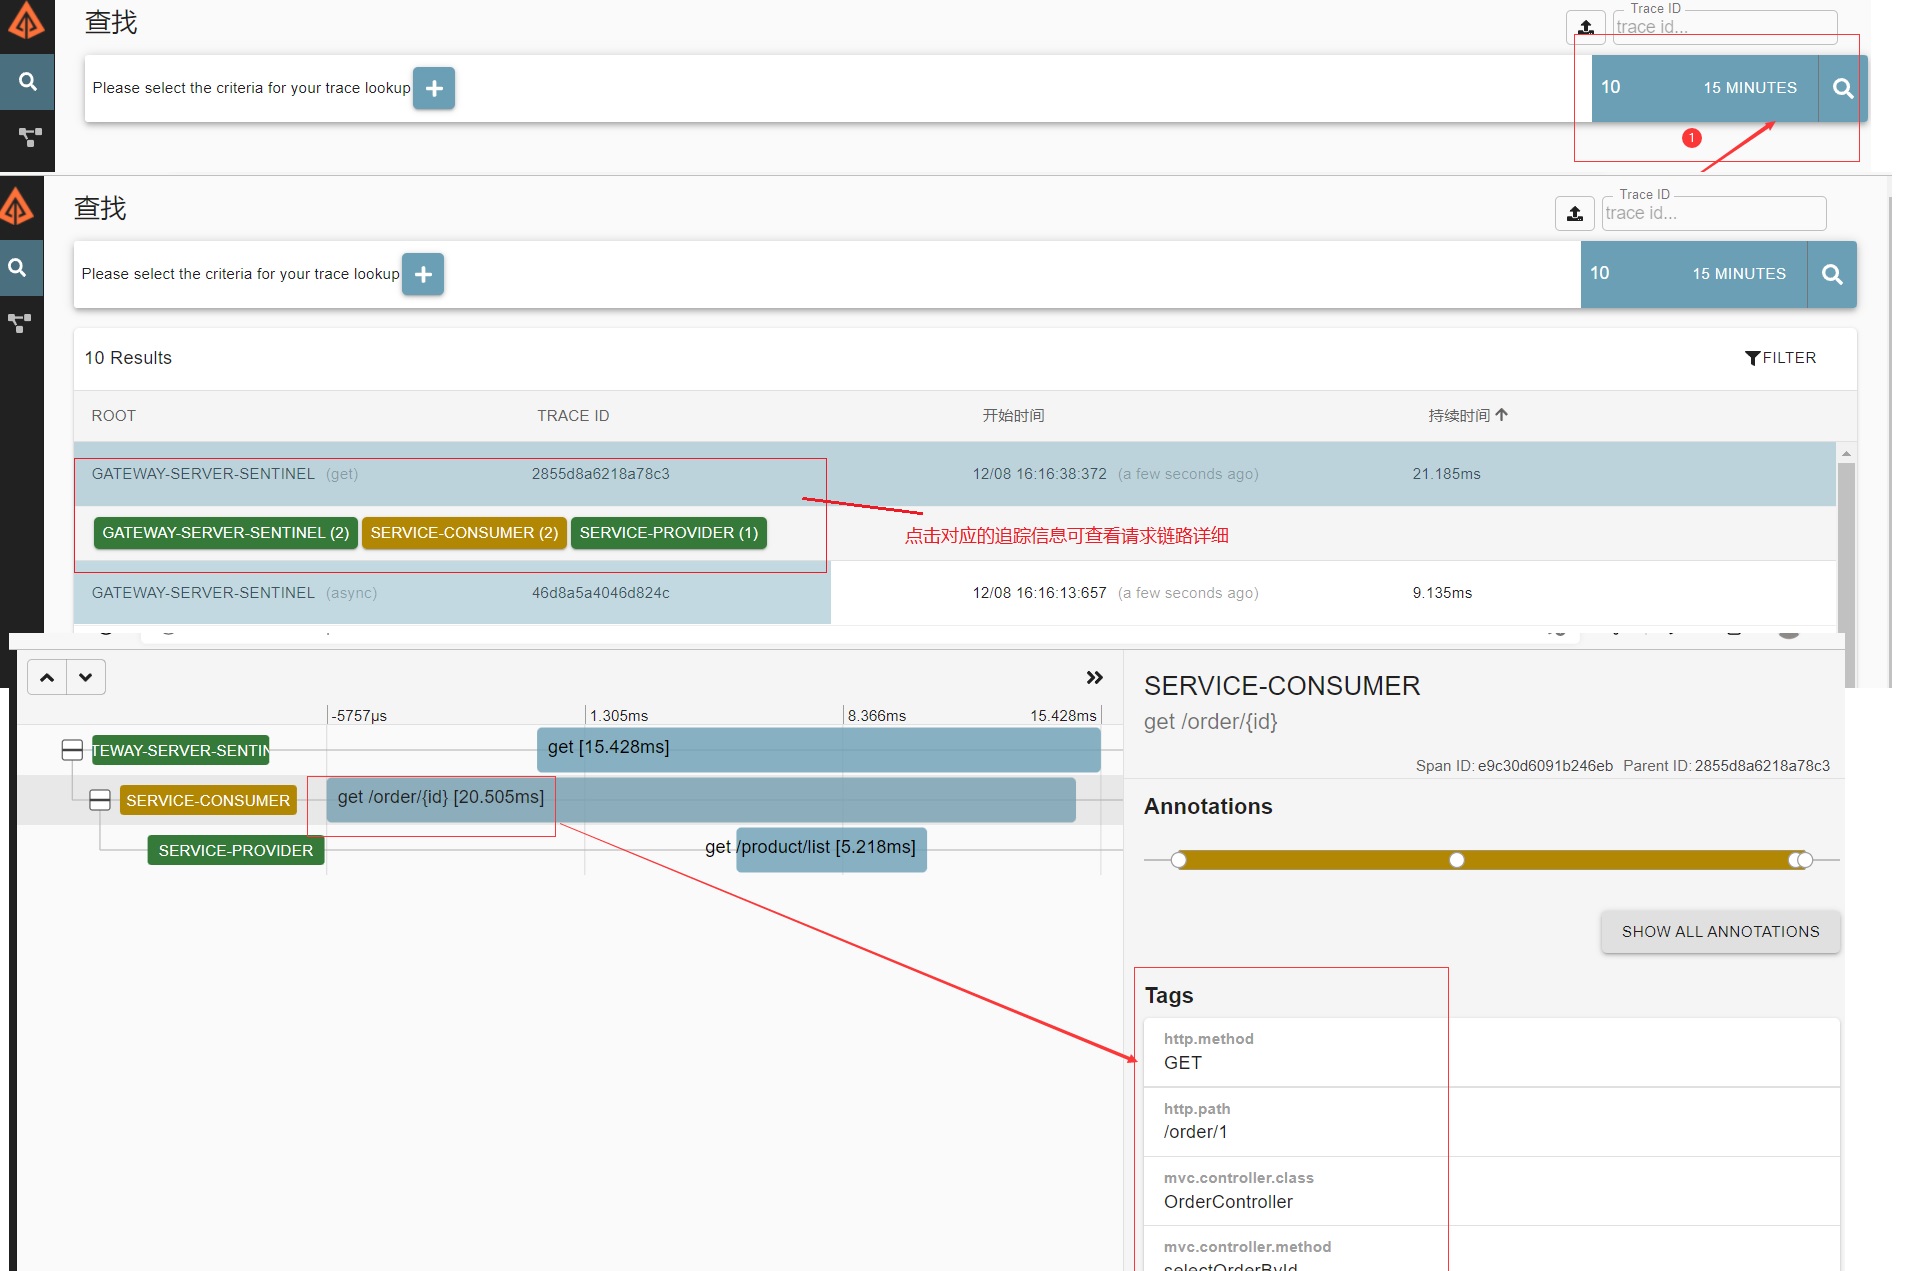 查找
Trace ID
trace id...
Please select the criteria for your trace lookup
10
15 MINUTES
1
查找
Trace ID
trace id...
Please select the criteria for your trace lookup
10
15 MINUTES
10 Results
FILTER
ROOT
TRACE ID
开始时间
持续时间
GATEWAY-SERVER-SENTINEL (get)
2855d8a6218a78c3
12/08 16:16:38:372 (a few seconds ago)
21.185ms
GATEWAY-SERVER-SENTINEL (2)
SERVICE-CONSUMER (2)
SERVICE-PROVIDER (1)
点击对应的追踪信息可查看请求链路详细
GATEWAY-SERVER-SENTINEL (async)
46d8a5a4046d824c
12/08 16:16:13:657 (a few seconds ago)
9.135ms
-5757μs
1.305ms
8.366ms
15.428ms
TEWAY-SERVER-SENTIN
get [15.428ms]
SERVICE-CONSUMER
get /order/{id} [20.505ms]
SERVICE-PROVIDER
get /product/list [5.218ms]
SERVICE-CONSUMER
get /order/{id}
Span ID: e9c30d6091b246eb Parent ID: 2855d8a6218a78c3
Annotations
SHOW ALL ANNOTATIONS
Tags
http.method
GET
http.path
/order/1
mvc.controller.class
OrderController
mvc.controller.method
selectOrderById